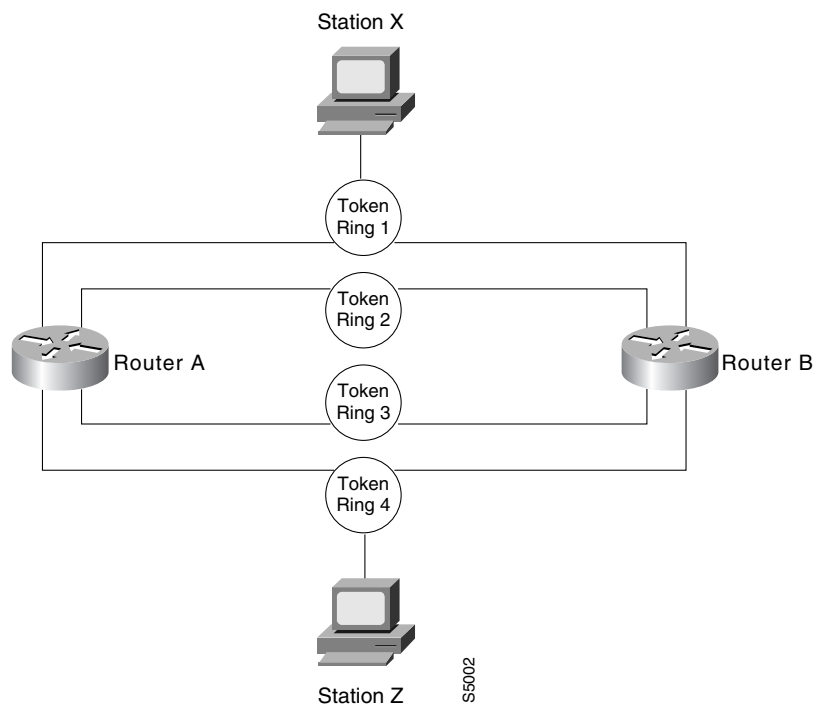 Station X
Token
Ring 1
Token
Ring 2
Router A
Router B
Token
Ring 3
Token
Ring 4
Station Z
S5002